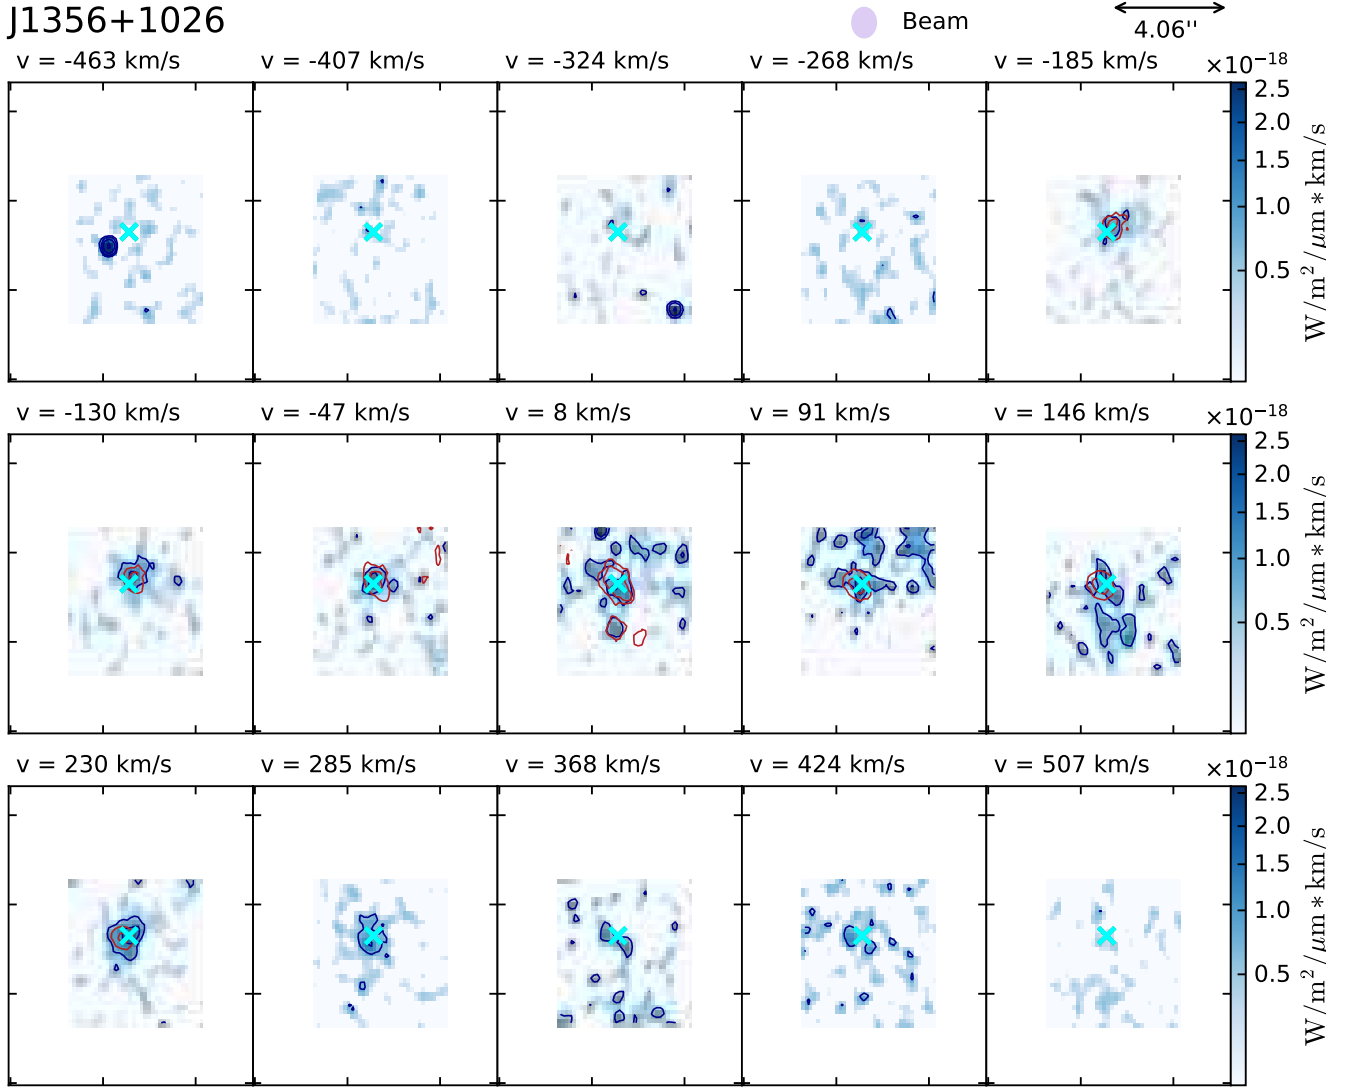 J1356+1026
Beam
4.06''
v = -463 km/s
v = -407 km/s
v = -324 km/s
v = -268 km/s
v = -185 km/s
×10⁻¹⁸
2.5
2.0
1.5
1.0
0.5
W/m²/μm∗km/s
v = -130 km/s
v = -47 km/s
v = 8 km/s
v = 91 km/s
v = 146 km/s
×10⁻¹⁸
2.5
2.0
1.5
1.0
0.5
W/m²/μm∗km/s
v = 230 km/s
v = 285 km/s
v = 368 km/s
v = 424 km/s
v = 507 km/s
×10⁻¹⁸
2.5
2.0
1.5
1.0
0.5
W/m²/μm∗km/s